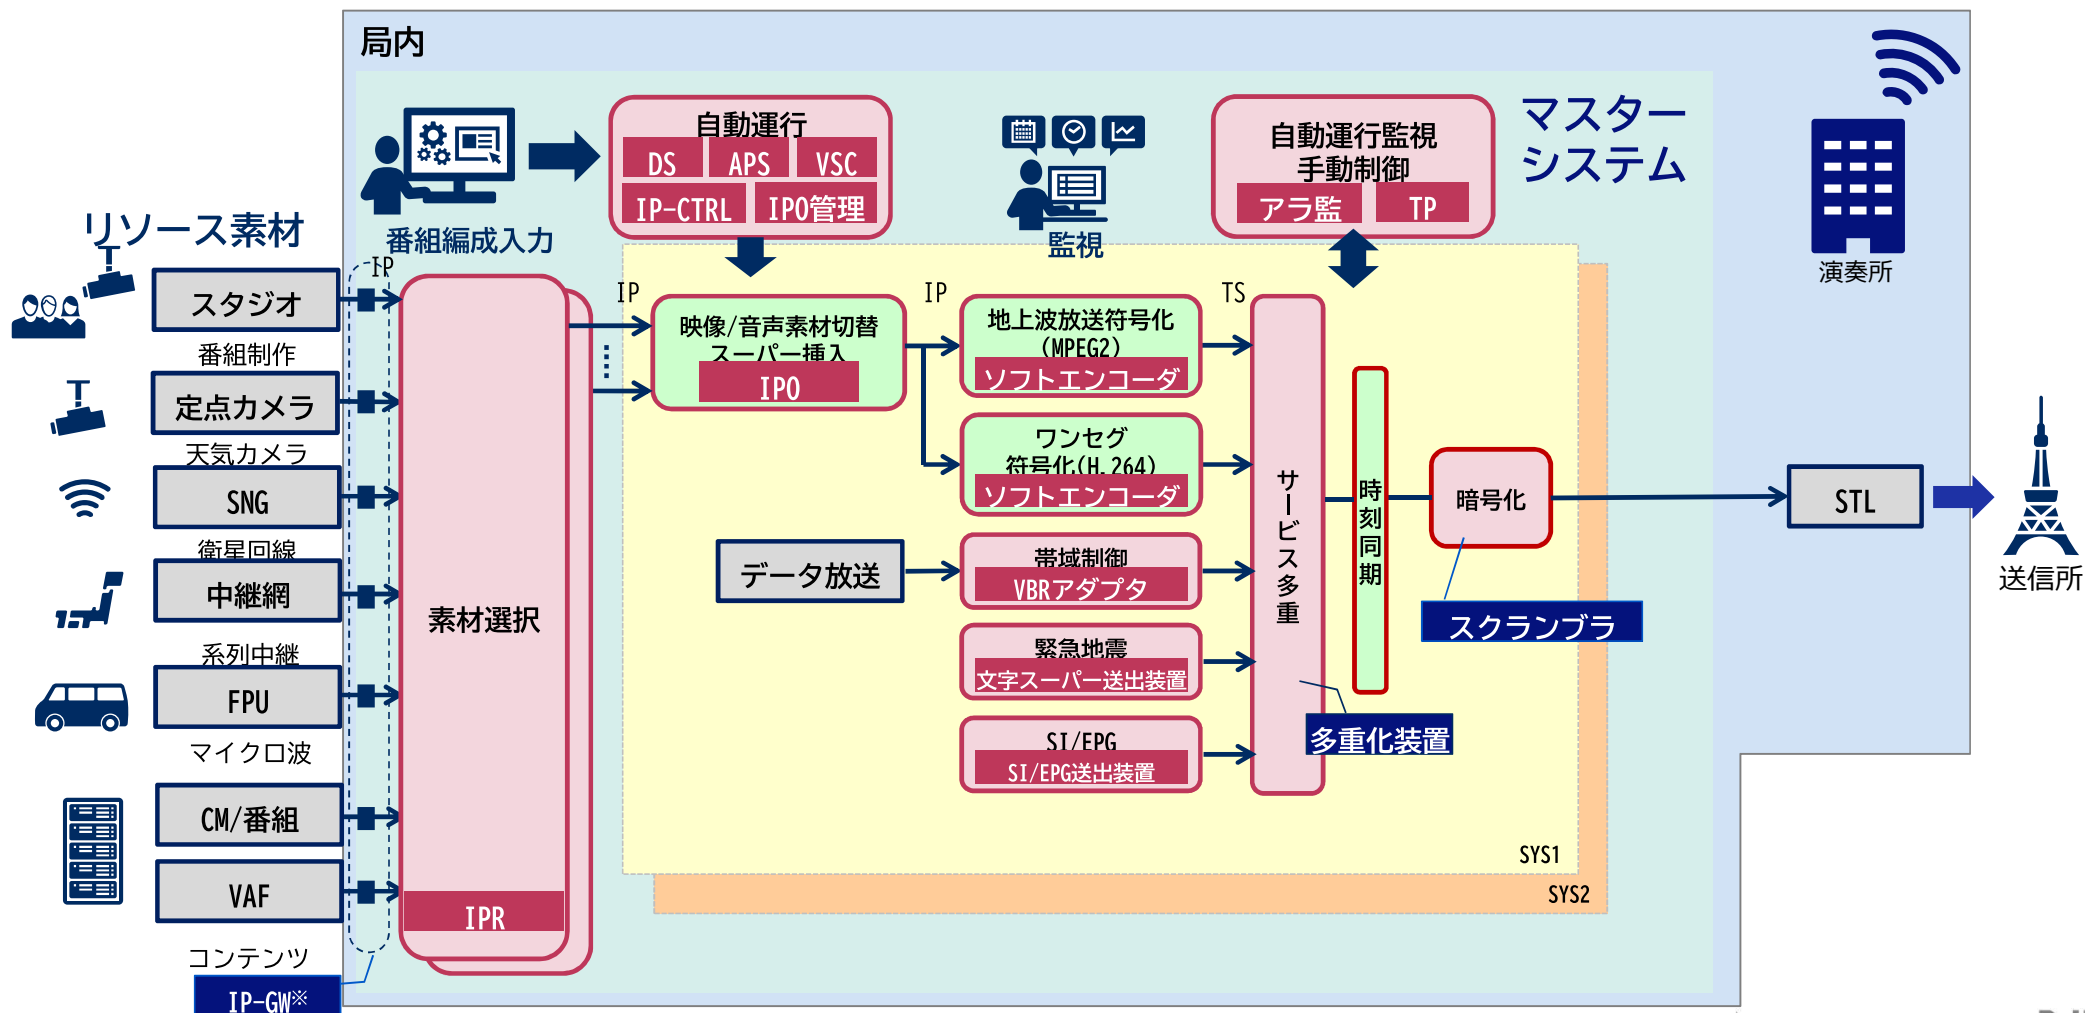 局内
マスター
システム
自動運行
DS
APS
VSC
IP-CTRL
IPO管理
自動運行監視
手動制御
アラ監
TP
リソース素材
番組編成入力
監視
演奏所
IP
IP
IP
TS
スタジオ
番組制作
定点カメラ
天気カメラ
SNG
衛星回線
中継網
系列中継
FPU
マイクロ波
CM/番組
VAF
コンテンツ
IP-GW※
素材選択
IPR
映像/音声素材切替
スーパー挿入
IPO
地上波放送符号化
(MPEG2)
ソフトエンコーダ
ワンセグ
符号化(H.264)
ソフトエンコーダ
データ放送
帯域制御
VBRアダプタ
緊急地震
文字スーパー送出装置
SI/EPG
SI/EPG送出装置
サービス多重
多重化装置
時刻同期
暗号化
スクランブラ
STL
送信所
SYS1
SYS2